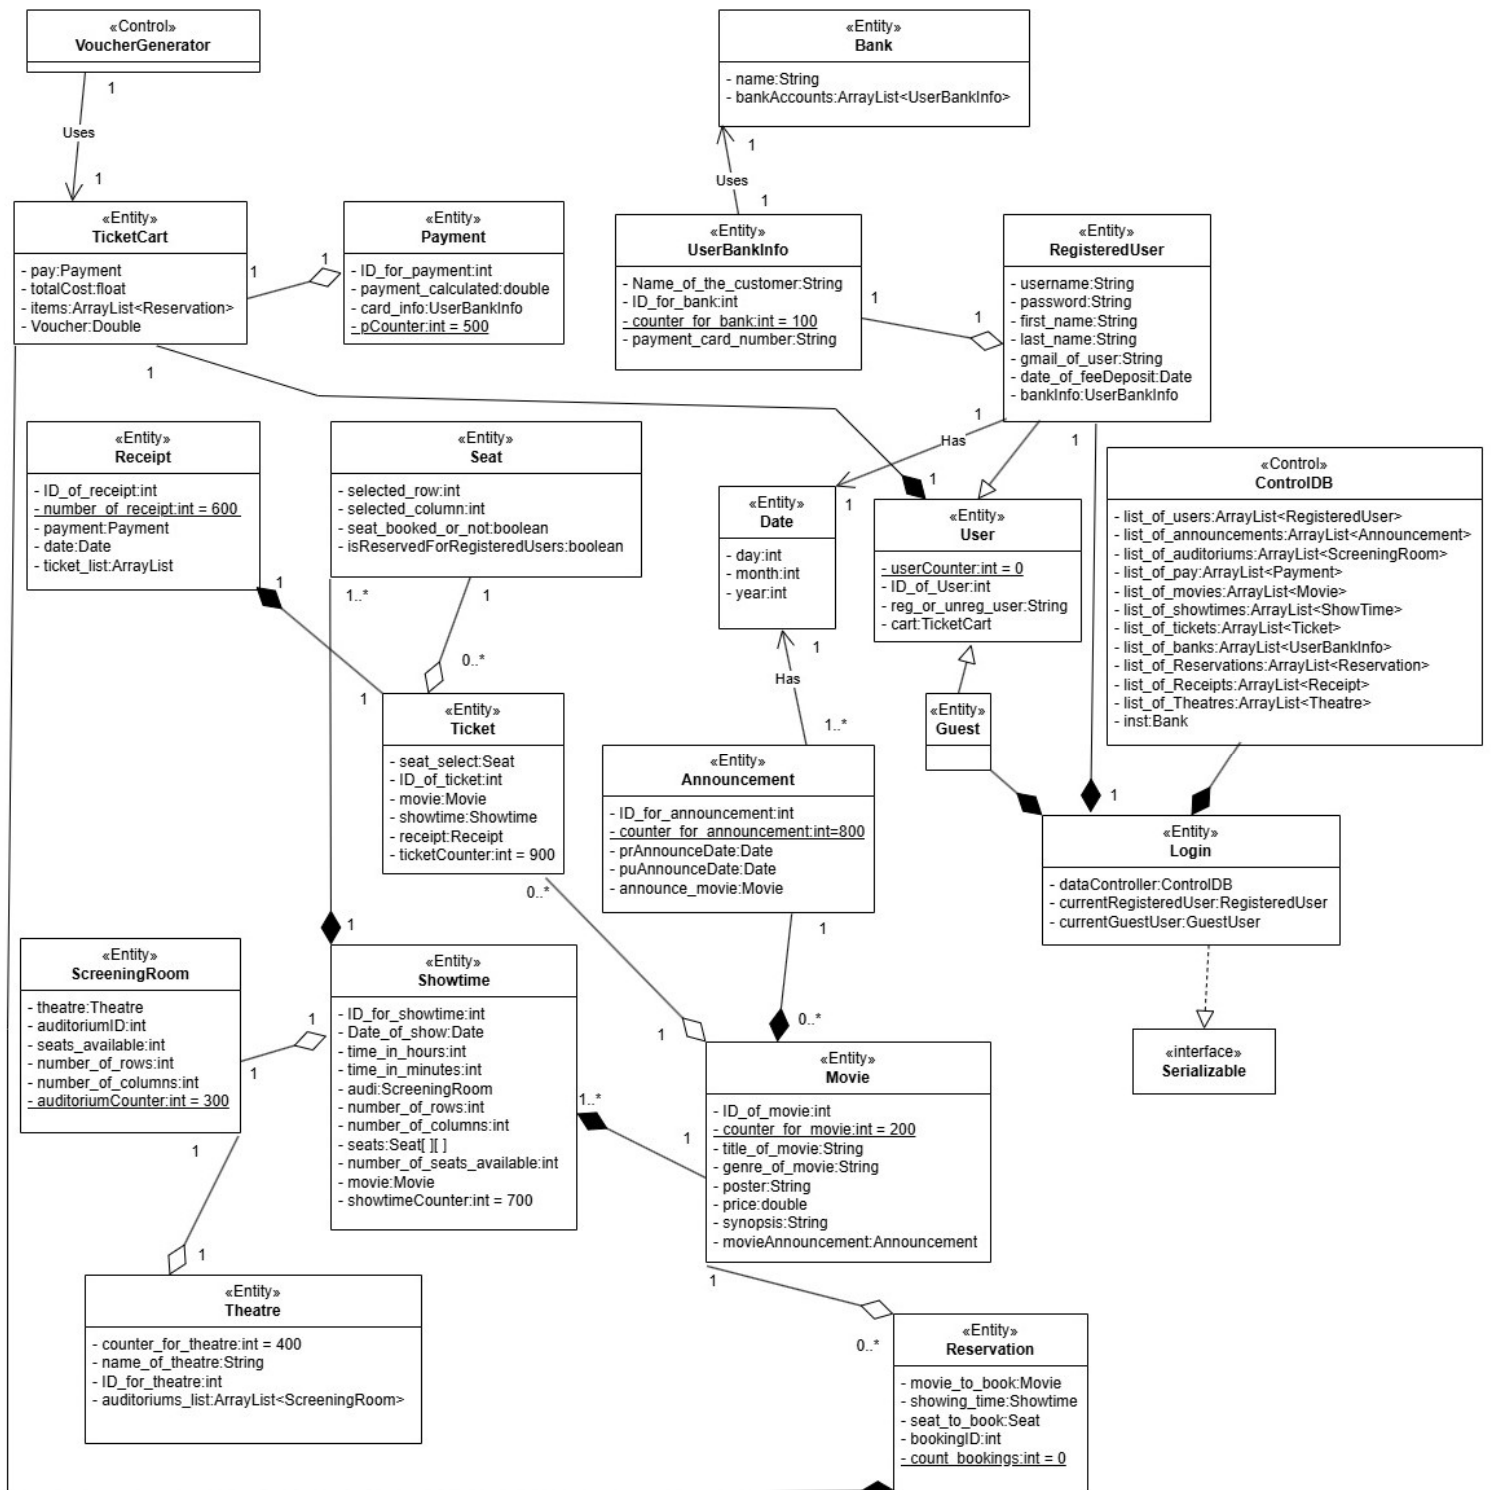 «Control»
VoucherGenerator
1
Uses
1
«Entity»
Bank
- name:String
- bankAccounts:ArrayList<UserBankInfo>
1
Uses
1
«Entity»
TicketCart
- pay:Payment
- totalCost:float
- items:ArrayList<Reservation>
- Voucher:Double
1
1
«Entity»
Payment
- ID_for_payment:int
- payment_calculated:double
- card_info:UserBankInfo
- pCounter:int = 500
«Entity»
UserBankInfo
- Name_of_the_customer:String
- ID_for_bank:int
- counter_for_bank:int = 100
- payment_card_number:String
1
1
«Entity»
RegisteredUser
- username:String
- password:String
- first_name:String
- last_name:String
- gmail_of_user:String
- date_of_feeDeposit:Date
- bankInfo:UserBankInfo
1
1
Has
1
1
1
«Entity»
Receipt
- ID_of_receipt:int
- number_of_receipt:int = 600
- payment:Payment
- date:Date
- ticket_list:ArrayList
1
1
«Entity»
Seat
- selected_row:int
- selected_column:int
- seat_booked_or_not:boolean
- isReservedForRegisteredUsers:boolean
1..*
1
0..*
«Entity»
Date
- day:int
- month:int
- year:int
1
Has
1..*
«Entity»
User
- userCounter:int = 0
- ID_of_User:int
- reg_or_unreg_user:String
- cart:TicketCart
«Control»
ControlDB
- list_of_users:ArrayList<RegisteredUser>
- list_of_announcements:ArrayList<Announcement>
- list_of_auditoriums:ArrayList<ScreeningRoom>
- list_of_pay:ArrayList<Payment>
- list_of_movies:ArrayList<Movie>
- list_of_showtimes:ArrayList<ShowTime>
- list_of_tickets:ArrayList<Ticket>
- list_of_banks:ArrayList<UserBankInfo>
- list_of_Reservations:ArrayList<Reservation>
- list_of_Receipts:ArrayList<Receipt>
- list_of_Theatres:ArrayList<Theatre>
- inst:Bank
«Entity»
Guest
1
«Entity»
Ticket
- seat_select:Seat
- ID_of_ticket:int
- movie:Movie
- showtime:Showtime
- receipt:Receipt
- ticketCounter:int = 900
0..*
1
«Entity»
Announcement
- ID_for_announcement:int
- counter_for_announcement:int=800
- prAnnounceDate:Date
- puAnnounceDate:Date
- announce_movie:Movie
1
0..*
«Entity»
Login
- dataController:ControlDB
- currentRegisteredUser:RegisteredUser
- currentGuestUser:GuestUser
«interface»
Serializable
«Entity»
ScreeningRoom
- theatre:Theatre
- auditoriumID:int
- seats_available:int
- number_of_rows:int
- number_of_columns:int
- auditoriumCounter:int = 300
1
1
1
1
1
«Entity»
Showtime
- ID_for_showtime:int
- Date_of_show:Date
- time_in_hours:int
- time_in_minutes:int
- audi:ScreeningRoom
- number_of_rows:int
- number_of_columns:int
- seats:Seat[ ][ ]
- number_of_seats_available:int
- movie:Movie
- showtimeCounter:int = 700
1..*
1
«Entity»
Movie
- ID_of_movie:int
- counter_for_movie:int = 200
- title_of_movie:String
- genre_of_movie:String
- poster:String
- price:double
- synopsis:String
- movieAnnouncement:Announcement
1
0..*
«Entity»
Theatre
- counter_for_theatre:int = 400
- name_of_theatre:String
- ID_for_theatre:int
- auditoriums_list:ArrayList<ScreeningRoom>
«Entity»
Reservation
- movie_to_book:Movie
- showing_time:Showtime
- seat_to_book:Seat
- bookingID:int
- count_bookings:int = 0